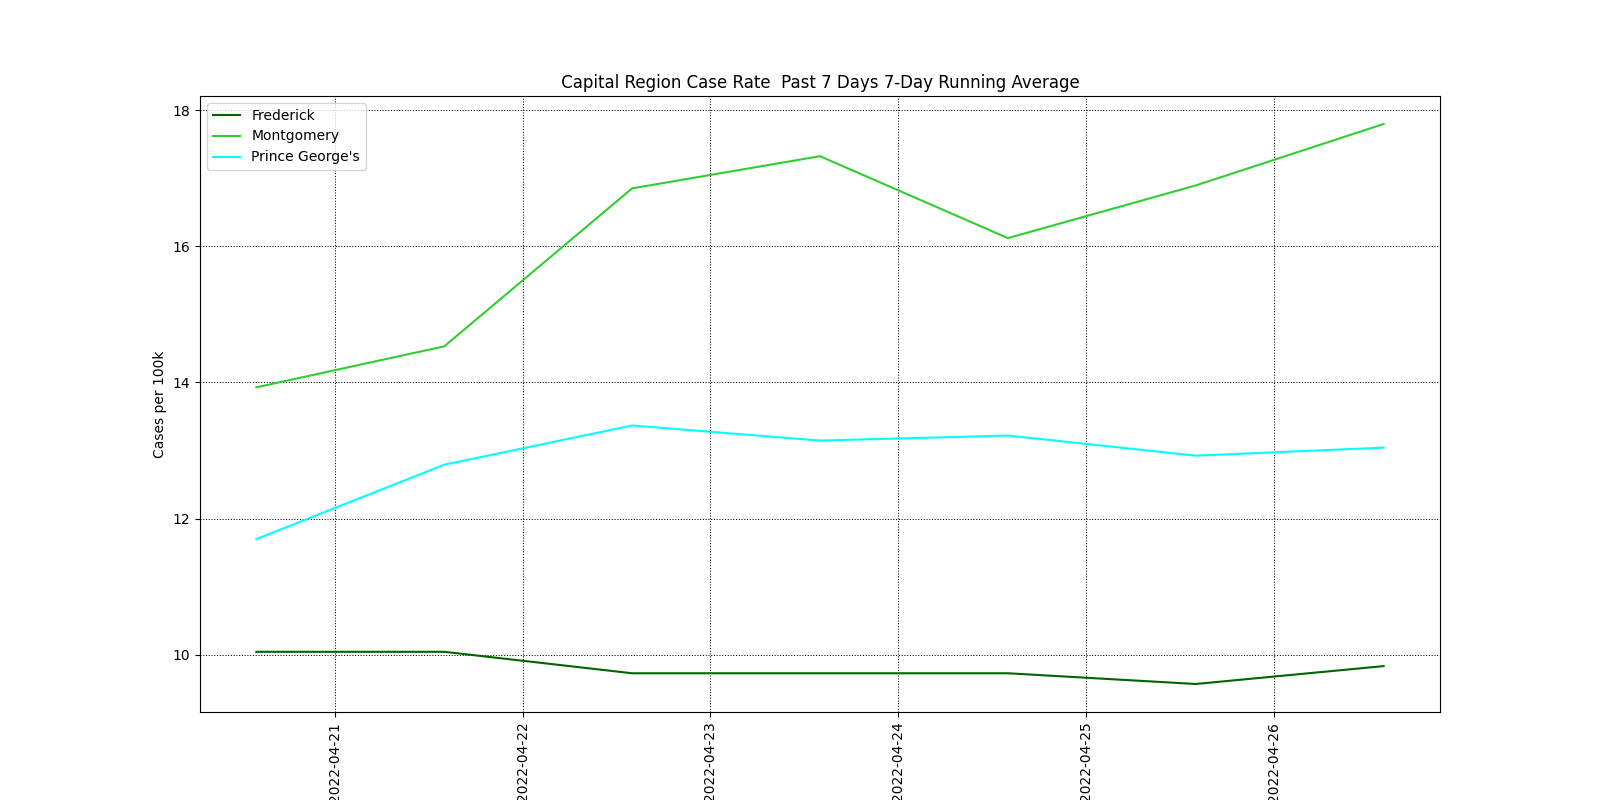 Capital Region Case Rate  Past 7 Days 7-Day Running Average
Frederick
Montgomery
Prince George's
Cases per 100k
18
16
14
12
10
2022-04-21
2022-04-22
2022-04-23
2022-04-24
2022-04-25
2022-04-26